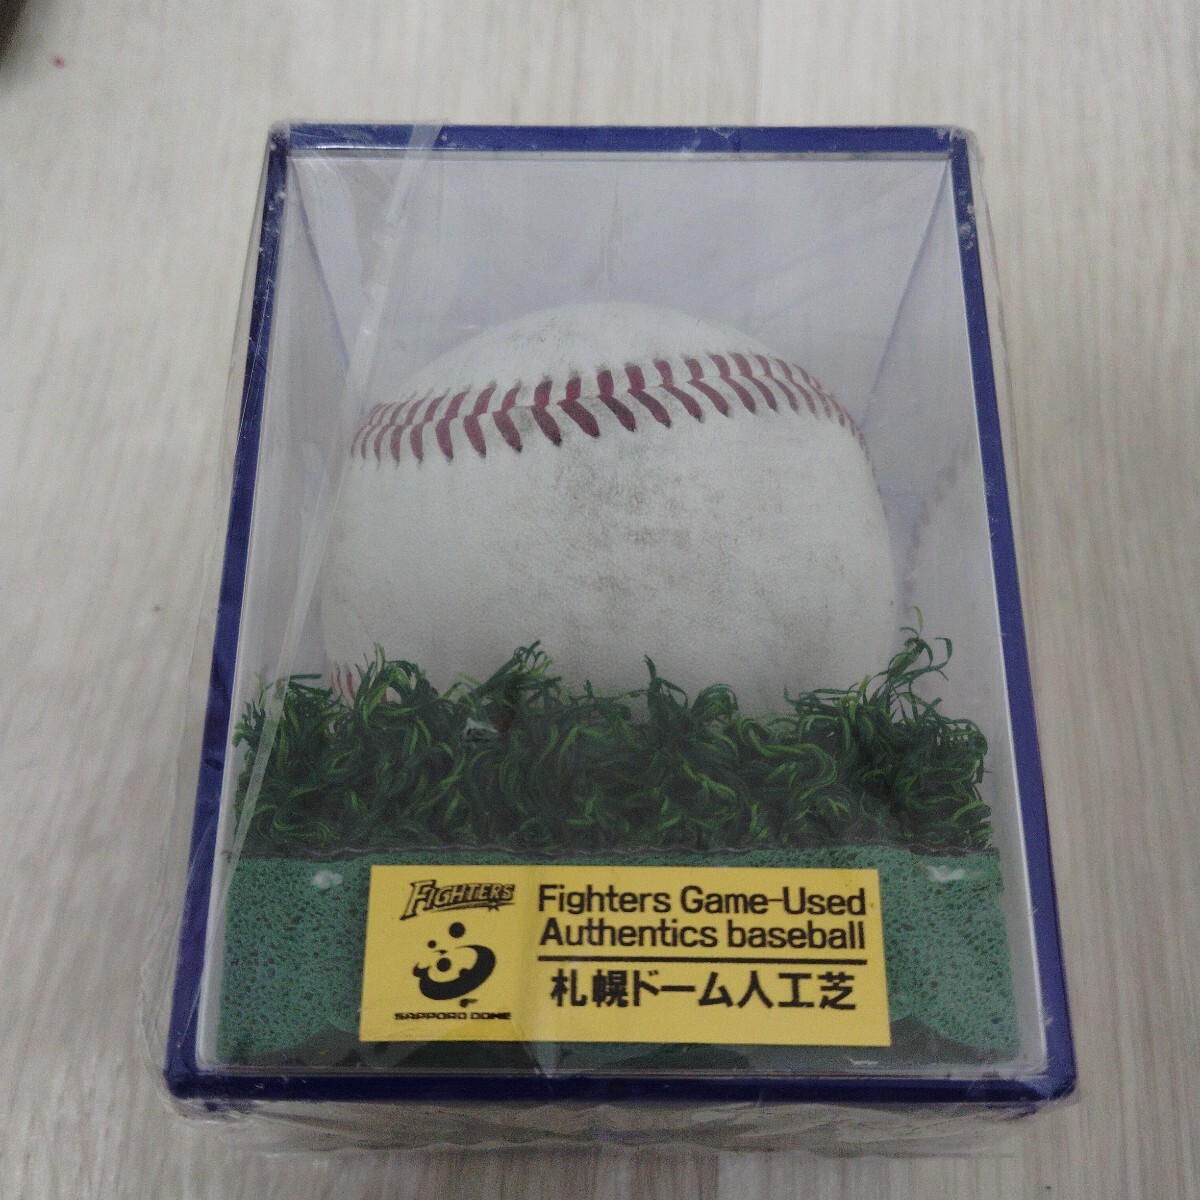 FIGHTERS
SAPPORO DOME
Fighters Game-Used
Authentics baseball
札幌ドーム人工芝